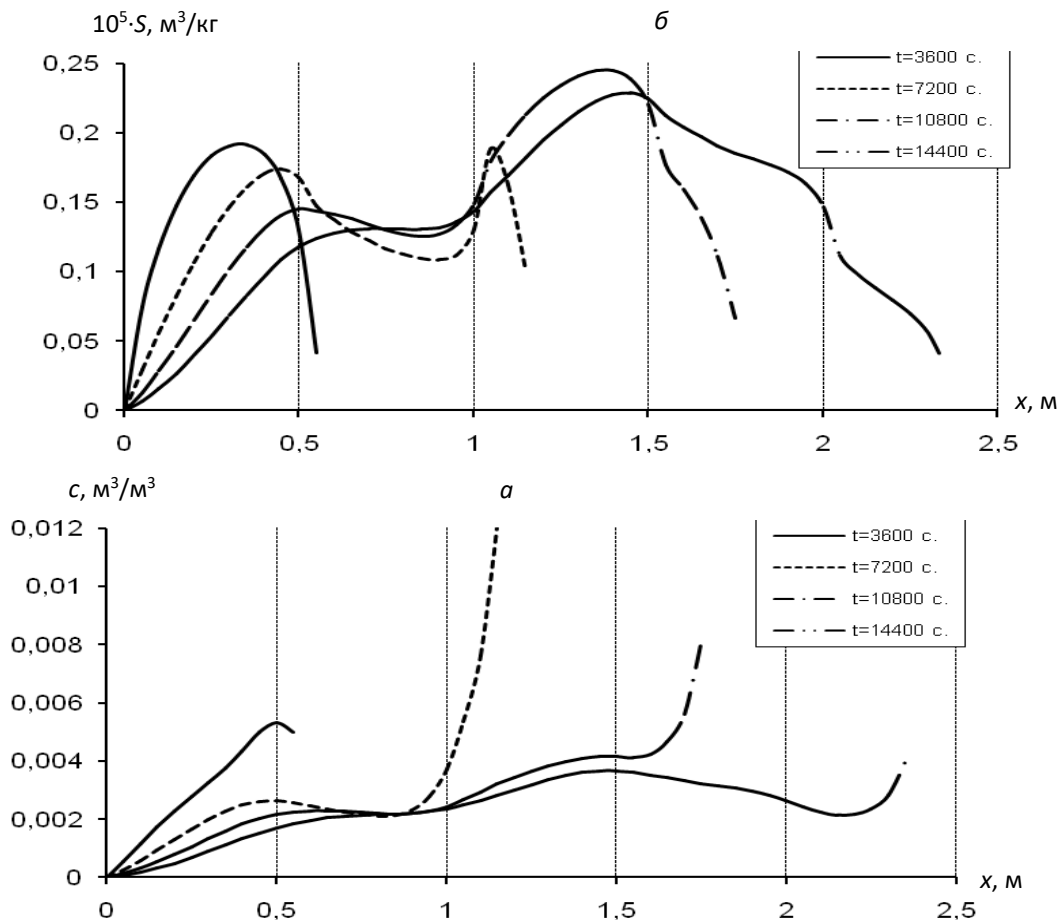 10⁵·S, м³/кг
б
0,25
0,2
0,15
0,1
0,05
0
t=3600 с.
t=7200 с.
t=10800 с.
t=14400 с.
0 0,5 1 1,5 2 2,5
x, м
c, м³/м³
а
0,012
0,01
0,008
0,006
0,004
0,002
0
t=3600 с.
t=7200 с.
t=10800 с.
t=14400 с.
0 0,5 1 1,5 2 2,5
x, м